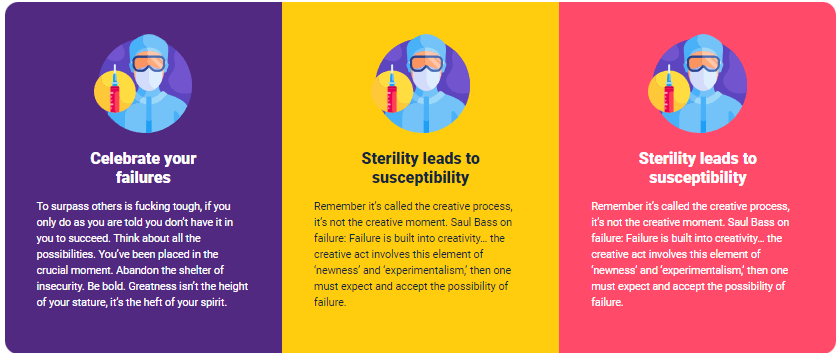 Celebrate your
failures
To surpass others is fucking tough, if you
only do as you are told you don't have it in
you to succeed. Think about all the
possibilities. You've been placed in the
crucial moment. Abandon the shelter of
insecurity. Be bold. Greatness isn't the height
of your stature, it's the heft of your spirit.
Sterility leads to
susceptibility
Remember it's called the creative process,
it's not the creative moment. Saul Bass on
failure: Failure is built into creativity... the
creative act involves this element of
'newness' and 'experimentalism,' then one
must expect and accept the possibility of
failure.
Sterility leads to
susceptibility
Remember it's called the creative process,
it's not the creative moment. Saul Bass on
failure: Failure is built into creativity... the
creative act involves this element of
'newness' and 'experimentalism,' then one
must expect and accept the possibility of
failure.